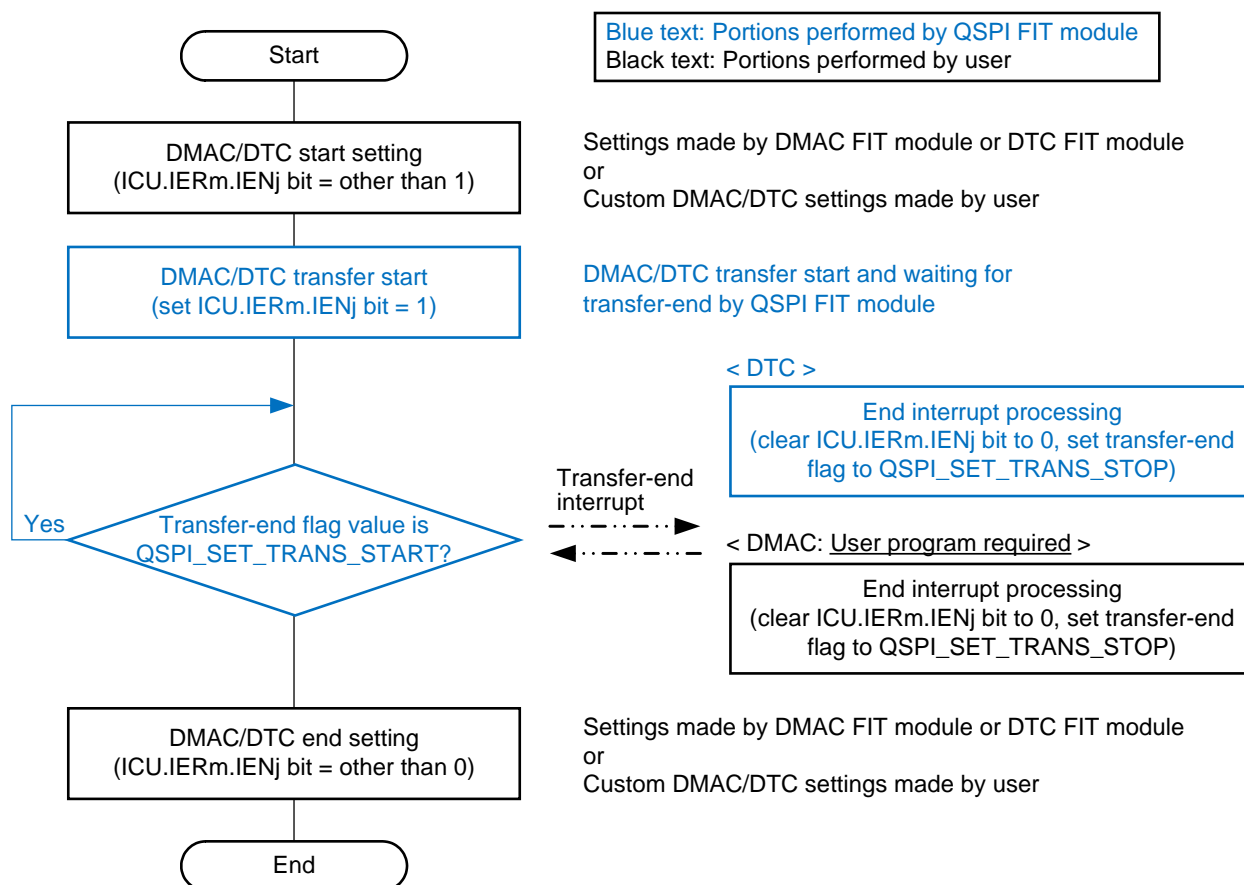 Start
Blue text: Portions performed by QSPI FIT module
Black text: Portions performed by user
DMAC/DTC start setting
(ICU.IERm.IENj bit = other than 1)
Settings made by DMAC FIT module or DTC FIT module
or
Custom DMAC/DTC settings made by user
DMAC/DTC transfer start
(set ICU.IERm.IENj bit = 1)
DMAC/DTC transfer start and waiting for
transfer-end by QSPI FIT module
Yes
Transfer-end flag value is
QSPI_SET_TRANS_START?
Transfer-end
interrupt
< DTC >
End interrupt processing
(clear ICU.IERm.IENj bit to 0, set transfer-end
flag to QSPI_SET_TRANS_STOP)
< DMAC: User program required >
End interrupt processing
(clear ICU.IERm.IENj bit to 0, set transfer-end
flag to QSPI_SET_TRANS_STOP)
DMAC/DTC end setting
(ICU.IERm.IENj bit = other than 0)
Settings made by DMAC FIT module or DTC FIT module
or
Custom DMAC/DTC settings made by user
End